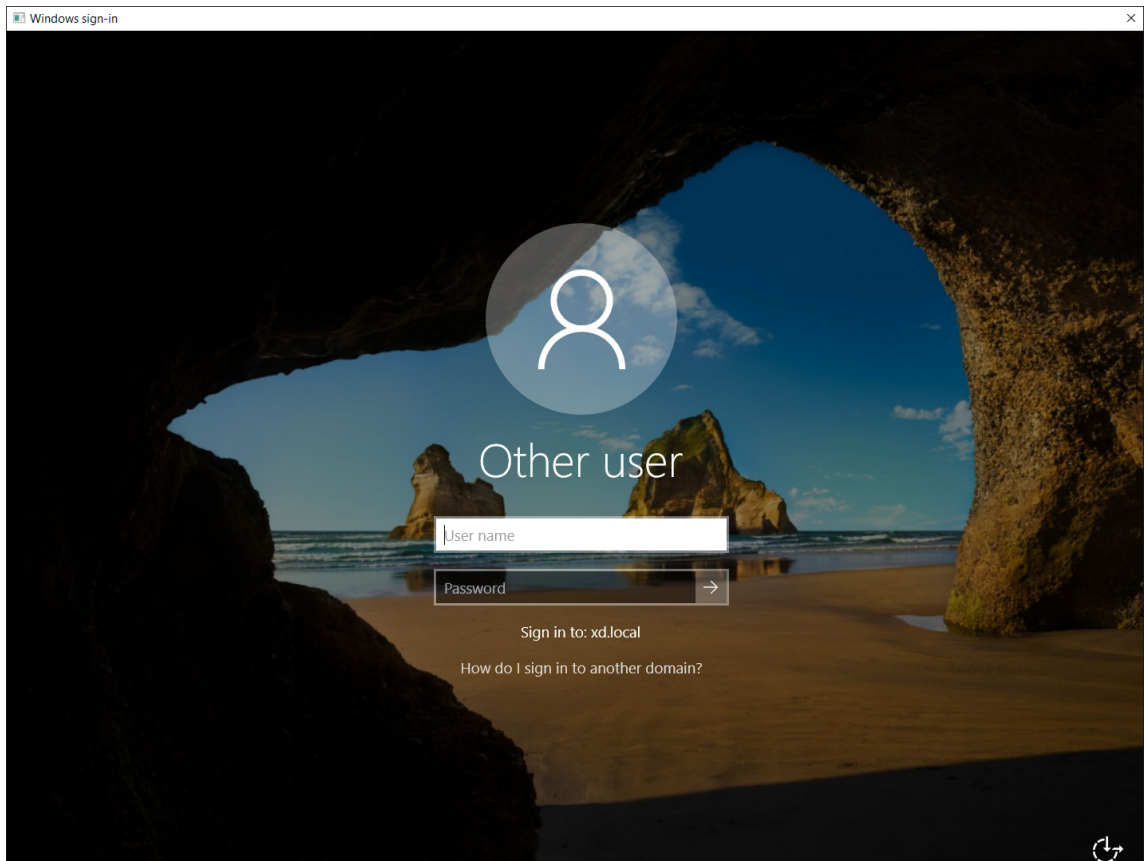 Windows sign-in
Other user
User name
Password
Sign in to: xd.local
How do I sign in to another domain?